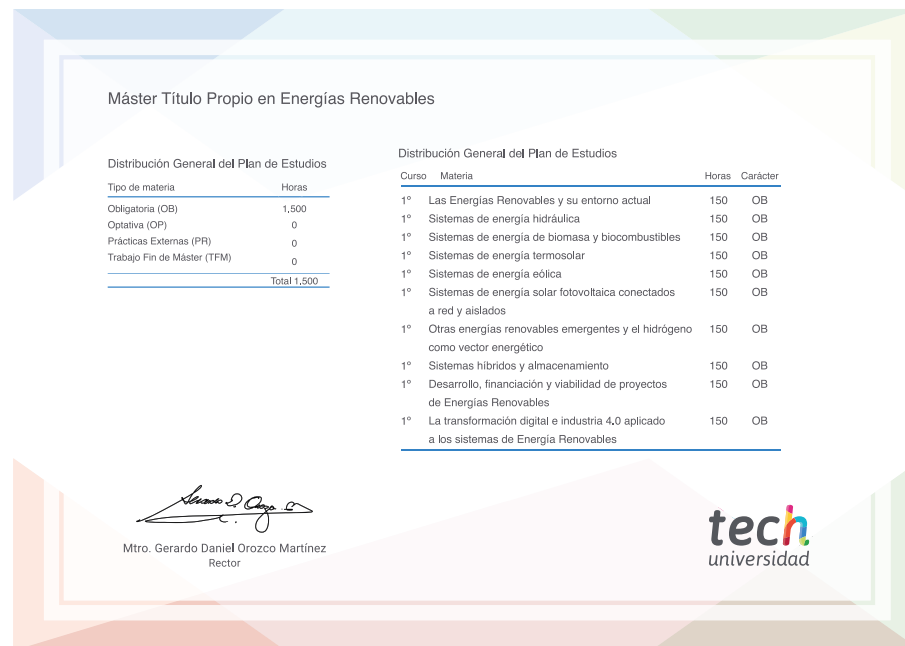 Máster Título Propio en Energías Renovables
Distribución General del Plan de Estudios
Tipo de materia Horas
Obligatoria (OB) 1,500
Optativa (OP) 0
Prácticas Externas (PR) 0
Trabajo Fin de Máster (TFM) 0
Total 1,500
Distribución General del Plan de Estudios
Curso Materia Horas Carácter
1º Las Energías Renovables y su entorno actual 150 OB
1º Sistemas de energía hidráulica 150 OB
1º Sistemas de energía de biomasa y biocombustibles 150 OB
1º Sistemas de energía termosolar 150 OB
1º Sistemas de energía eólica 150 OB
1º Sistemas de energía solar fotovoltaica conectados 150 OB
a red y aislados
1º Otras energías renovables emergentes y el hidrógeno 150 OB
como vector energético
1º Sistemas híbridos y almacenamiento 150 OB
1º Desarrollo, financiación y viabilidad de proyectos 150 OB
de Energías Renovables
1º La transformación digital e industria 4.0 aplicado 150 OB
a los sistemas de Energía Renovables
Mtro. Gerardo Daniel Orozco Martínez
Rector
tech
universidad